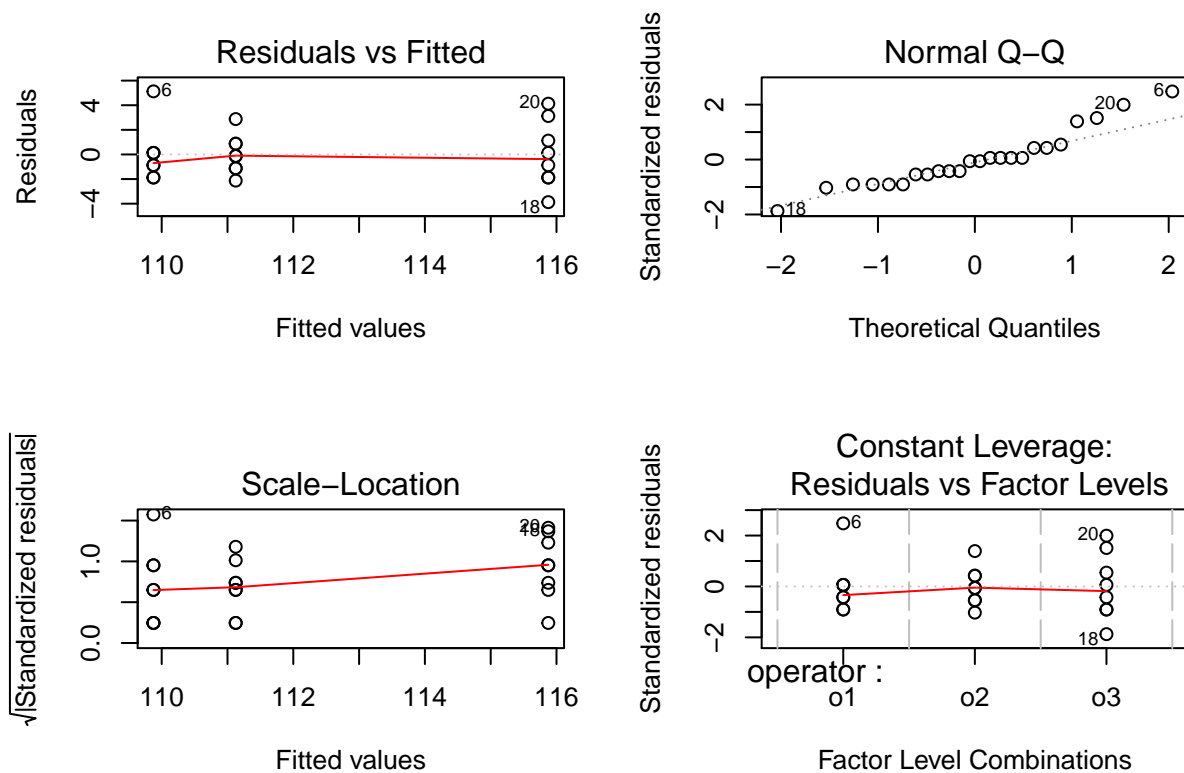 Residuals vs Fitted
Residuals
4
0
−4
6
20
18
110
112
114
116
Fitted values
Normal Q−Q
Standardized residuals
2
0
−2
18
20
6
−2
−1
0
1
2
Theoretical Quantiles
Scale−Location
√|Standardized residuals|
1.0
0.0
6
20
18
110
112
114
116
Fitted values
Constant Leverage:
Residuals vs Factor Levels
Standardized residuals
2
0
−2
6
20
18
operator :
o1
o2
o3
Factor Level Combinations